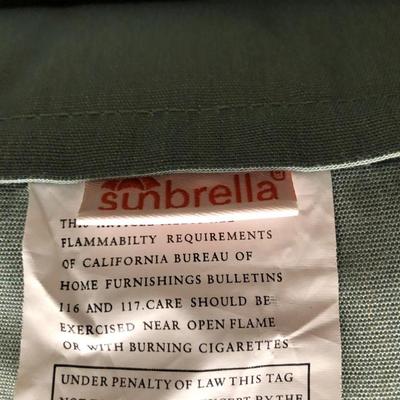 sunbrella
FLAMMABILTY REQUIREMENTS
OF CALIFORNIA BUREAU OF
HOME FURNISHINGS BULLETINS
116 AND 117.CARE SHOULD BE
EXERCISED NEAR OPEN FLAME
OR WITH BURNING CIGARETTES
UNDER PENALTY OF LAW THIS TAG
THE